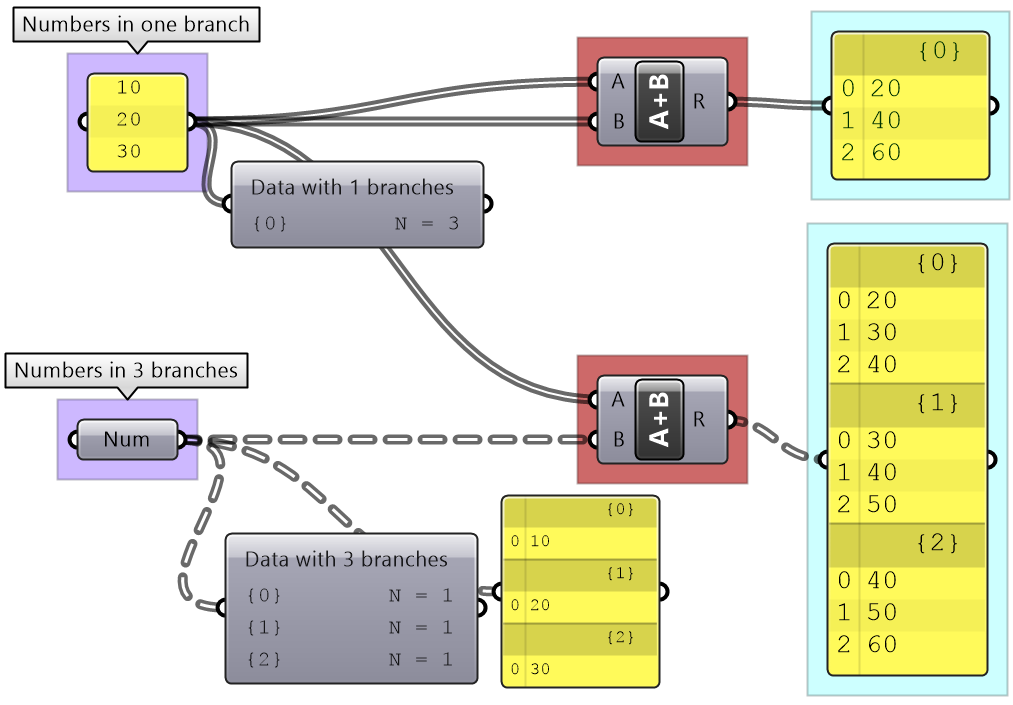 Numbers in one branch
10
20
30
A
B
A+B
R
{0}
0 20
1 40
2 60
Data with 1 branches
{0} N = 3
Numbers in 3 branches
Num
A
B
A+B
R
{0}
0 20
1 30
2 40
{1}
0 30
1 40
2 50
{2}
0 40
1 50
2 60
Data with 3 branches
{0} N = 1
{1} N = 1
{2} N = 1
{0}
0 10
{1}
0 20
{2}
0 30